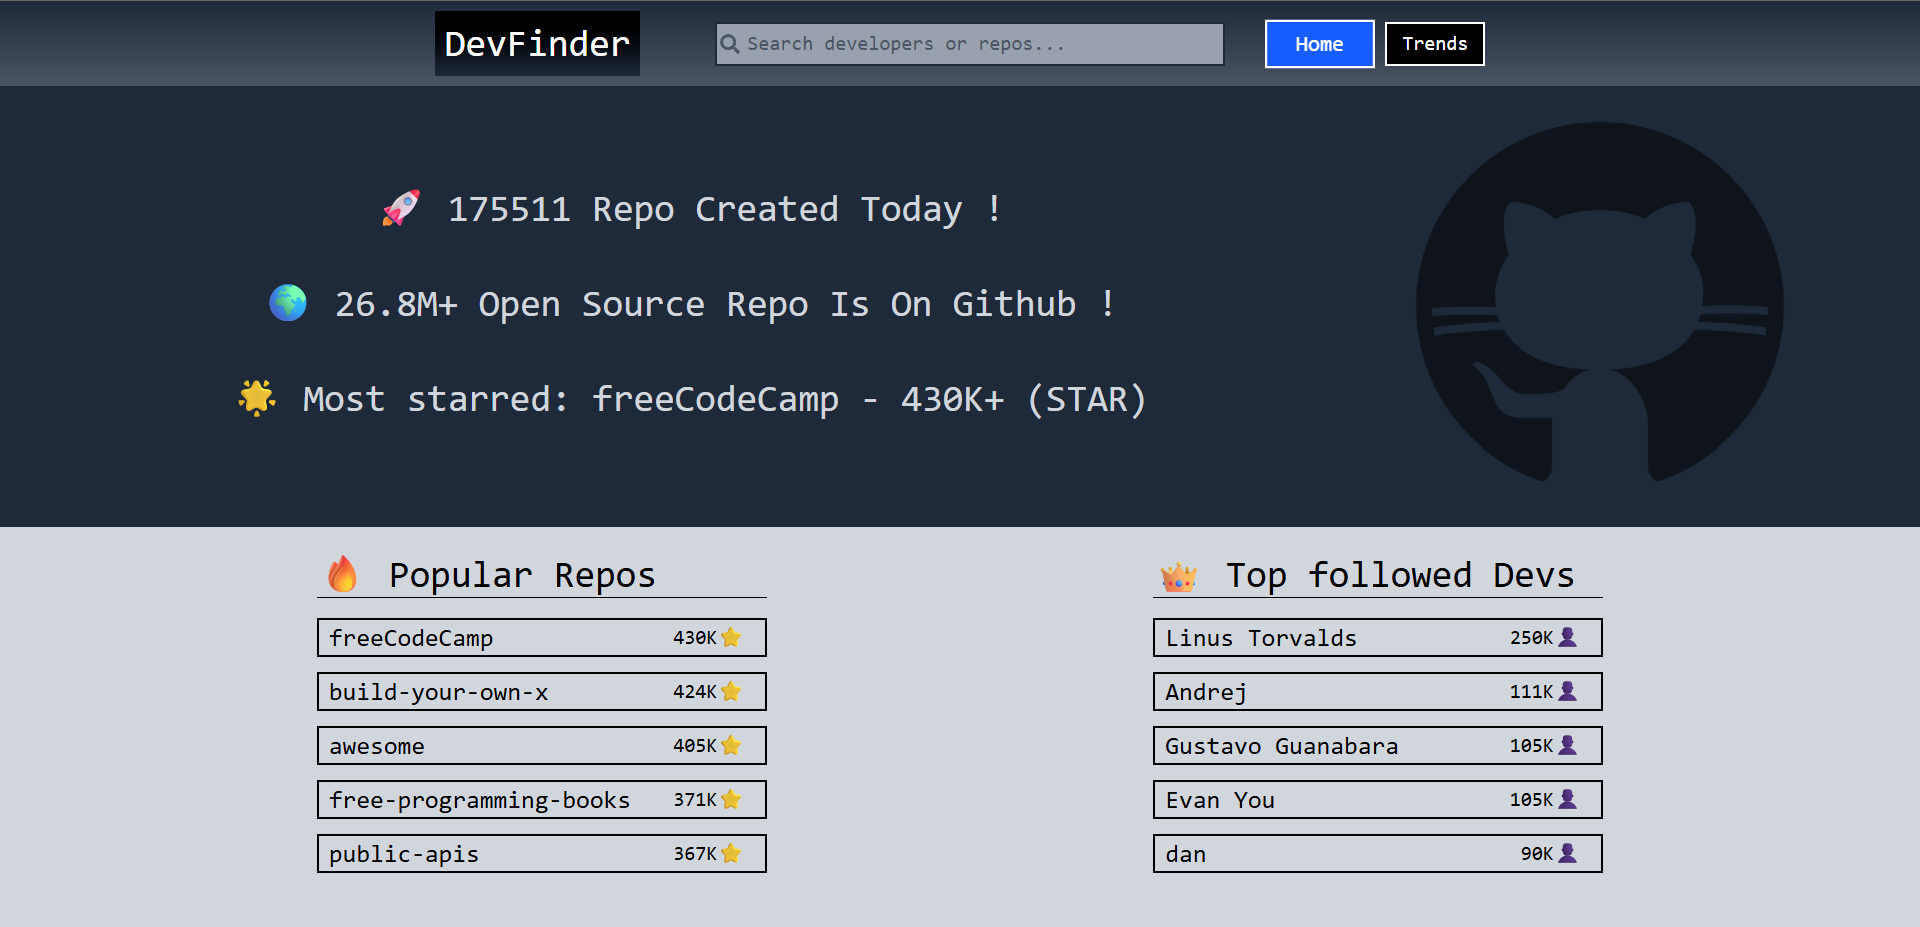 DevFinder
Search developers or repos...
Home
Trends
175511 Repo Created Today !
26.8M+ Open Source Repo Is On Github !
Most starred: freeCodeCamp - 430K+ (STAR)
Popular Repos
freeCodeCamp 430K
build-your-own-x 424K
awesome 405K
free-programming-books 371K
public-apis 367K
Top followed Devs
Linus Torvalds 250K
Andrej 111K
Gustavo Guanabara 105K
Evan You 105K
dan 90K